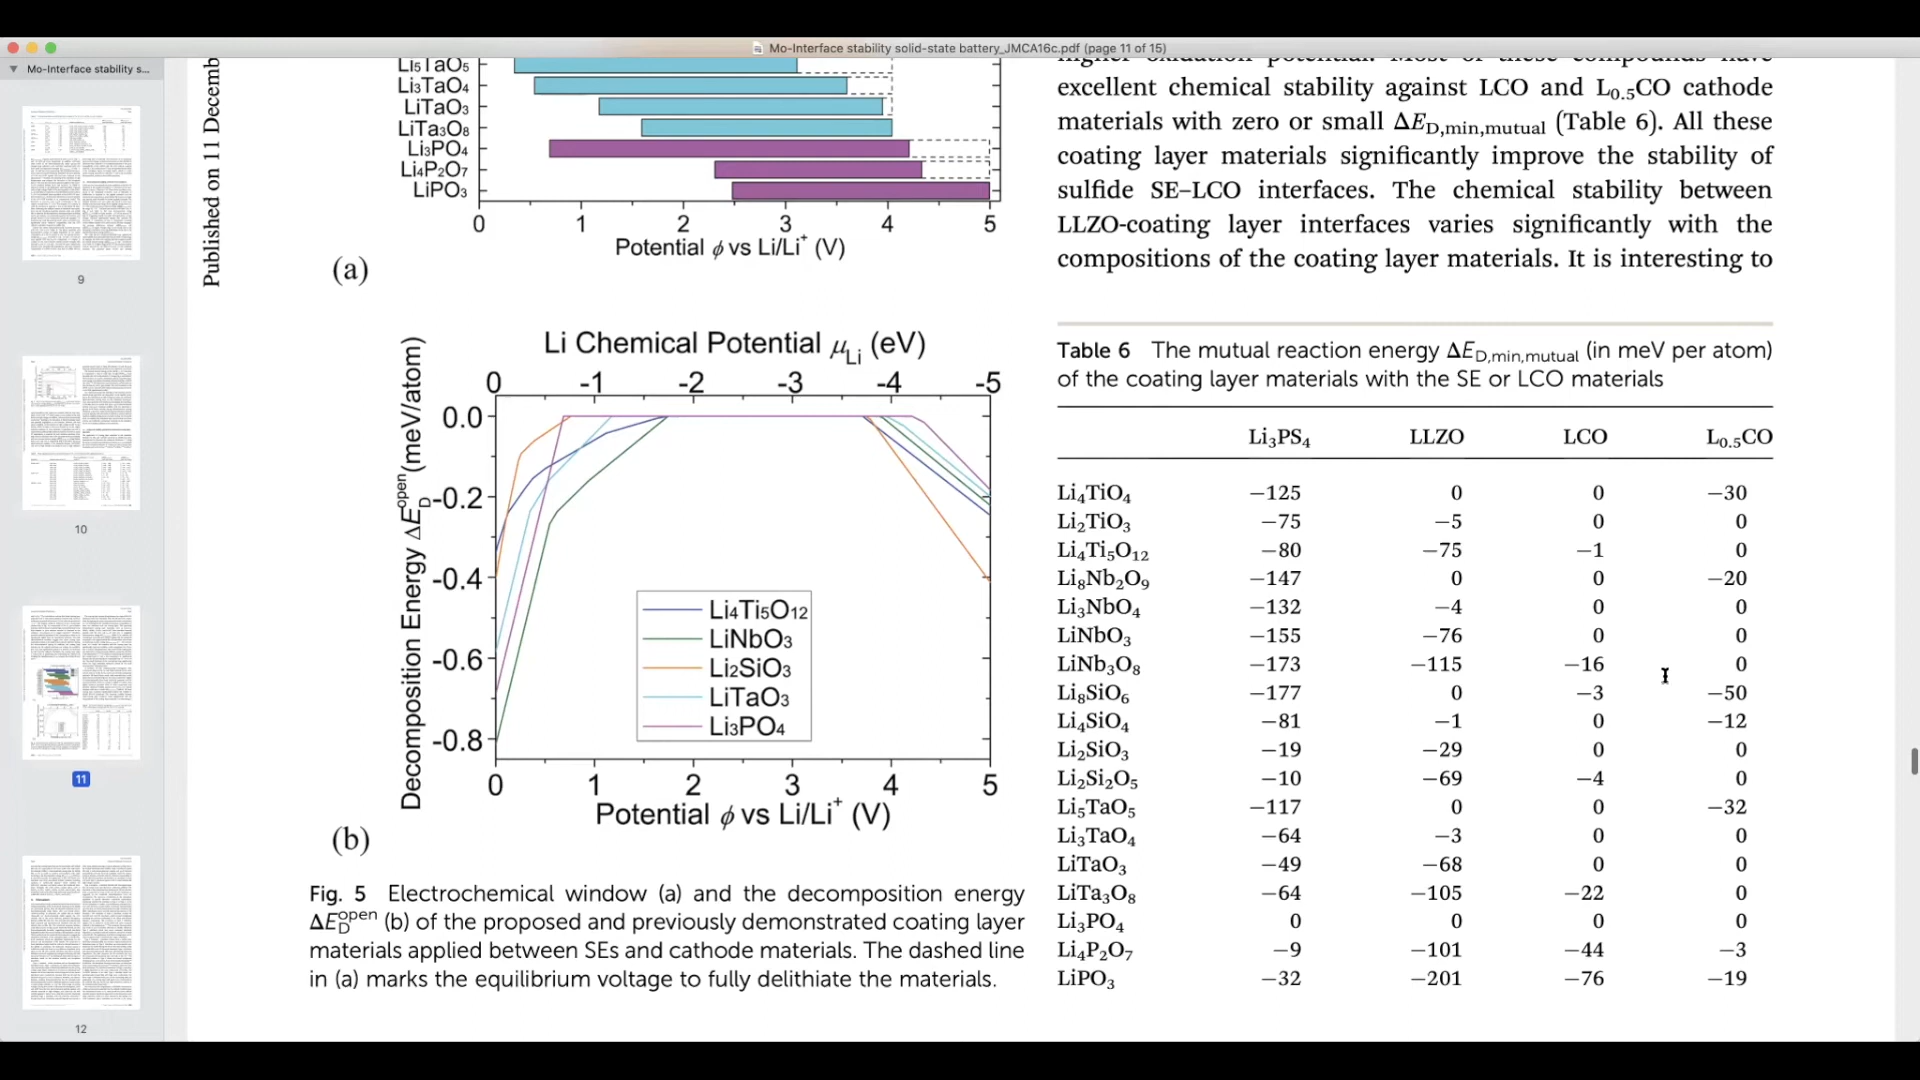 Mo-Interface stability solid-state battery_JMCA16c.pdf (page 11 of 15)
Mo-Interface stability s...
9
10
11
12
Published on 11 Decemb
Li₅TaO₅
Li₃TaO₄
LiTaO₃
LiTa₃O₈
Li₃PO₄
Li₄P₂O₇
LiPO₃
0 1 2 3 4 5
Potential ϕ vs Li/Li⁺ (V)
(a)
Li Chemical Potential μLi (eV)
0 -1 -2 -3 -4 -5
Decomposition Energy ΔE_D^open (meV/atom)
0.0
-0.2
-0.4
-0.6
-0.8
Li₄Ti₅O₁₂
LiNbO₃
Li₂SiO₃
LiTaO₃
Li₃PO₄
0 1 2 3 4 5
Potential ϕ vs Li/Li⁺ (V)
(b)
Fig. 5 Electrochemical window (a) and the decomposition energy
ΔE_D^open (b) of the proposed and previously demonstrated coating layer
materials applied between SEs and cathode materials. The dashed line
in (a) marks the equilibrium voltage to fully delithiate the materials.
higher oxidation potential. Most of these compounds have
excellent chemical stability against LCO and L₀.₅CO cathode
materials with zero or small ΔE_D,min,mutual (Table 6). All these
coating layer materials significantly improve the stability of
sulfide SE–LCO interfaces. The chemical stability between
LLZO-coating layer interfaces varies significantly with the
compositions of the coating layer materials. It is interesting to
Table 6 The mutual reaction energy ΔE_D,min,mutual (in meV per atom)
of the coating layer materials with the SE or LCO materials
Li₃PS₄ LLZO LCO L₀.₅CO
Li₄TiO₄ −125 0 0 −30
Li₂TiO₃ −75 −5 0 0
Li₄Ti₅O₁₂ −80 −75 −1 0
Li₈Nb₂O₉ −147 0 0 −20
Li₃NbO₄ −132 −4 0 0
LiNbO₃ −155 −76 0 0
LiNb₃O₈ −173 −115 −16 0
Li₈SiO₆ −177 0 −3 −50
Li₄SiO₄ −81 −1 0 −12
Li₂SiO₃ −19 −29 0 0
Li₂Si₂O₅ −10 −69 −4 0
Li₅TaO₅ −117 0 0 −32
Li₃TaO₄ −64 −3 0 0
LiTaO₃ −49 −68 0 0
LiTa₃O₈ −64 −105 −22 0
Li₃PO₄ 0 0 0 0
Li₄P₂O₇ −9 −101 −44 −3
LiPO₃ −32 −201 −76 −19